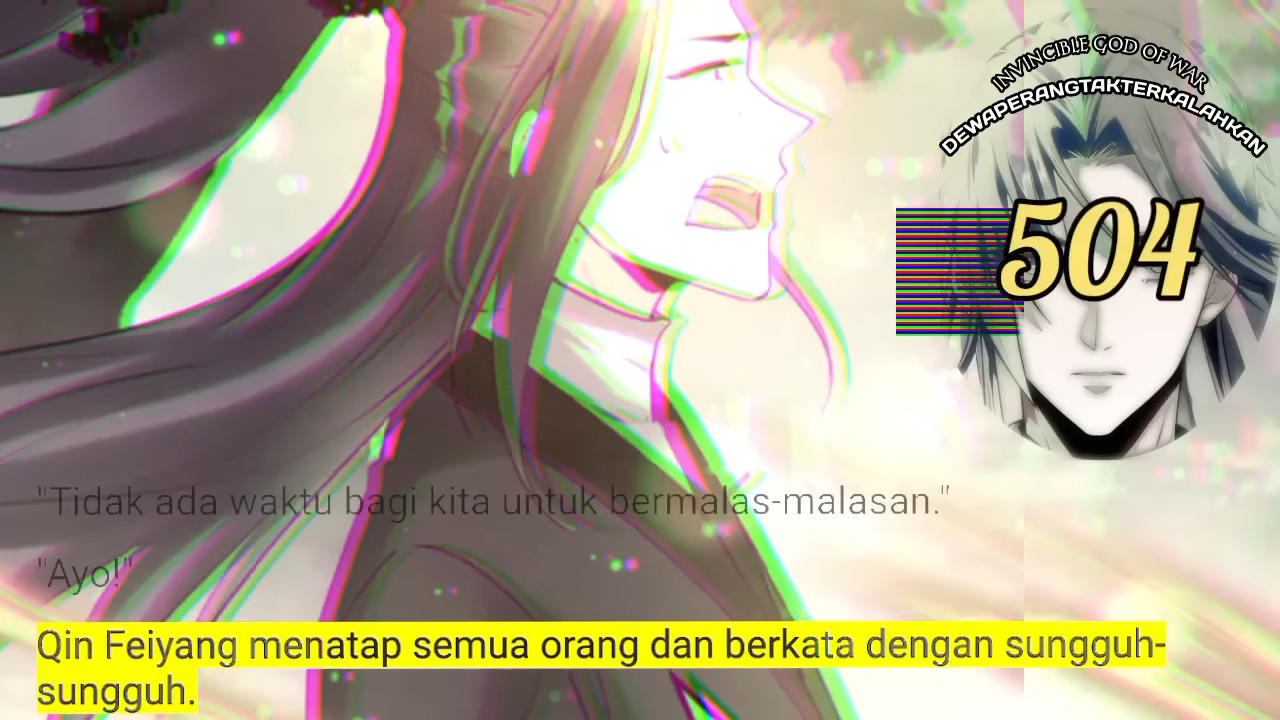 INVINCIBLE GOD OF WAR
DEWAPERANGTAKTERKALAHKAN
504
"Tidak ada waktu bagi kita untuk bermalas-malasan."
"Ayo!"
Qin Feiyang menatap semua orang dan berkata dengan sungguh-
sungguh.